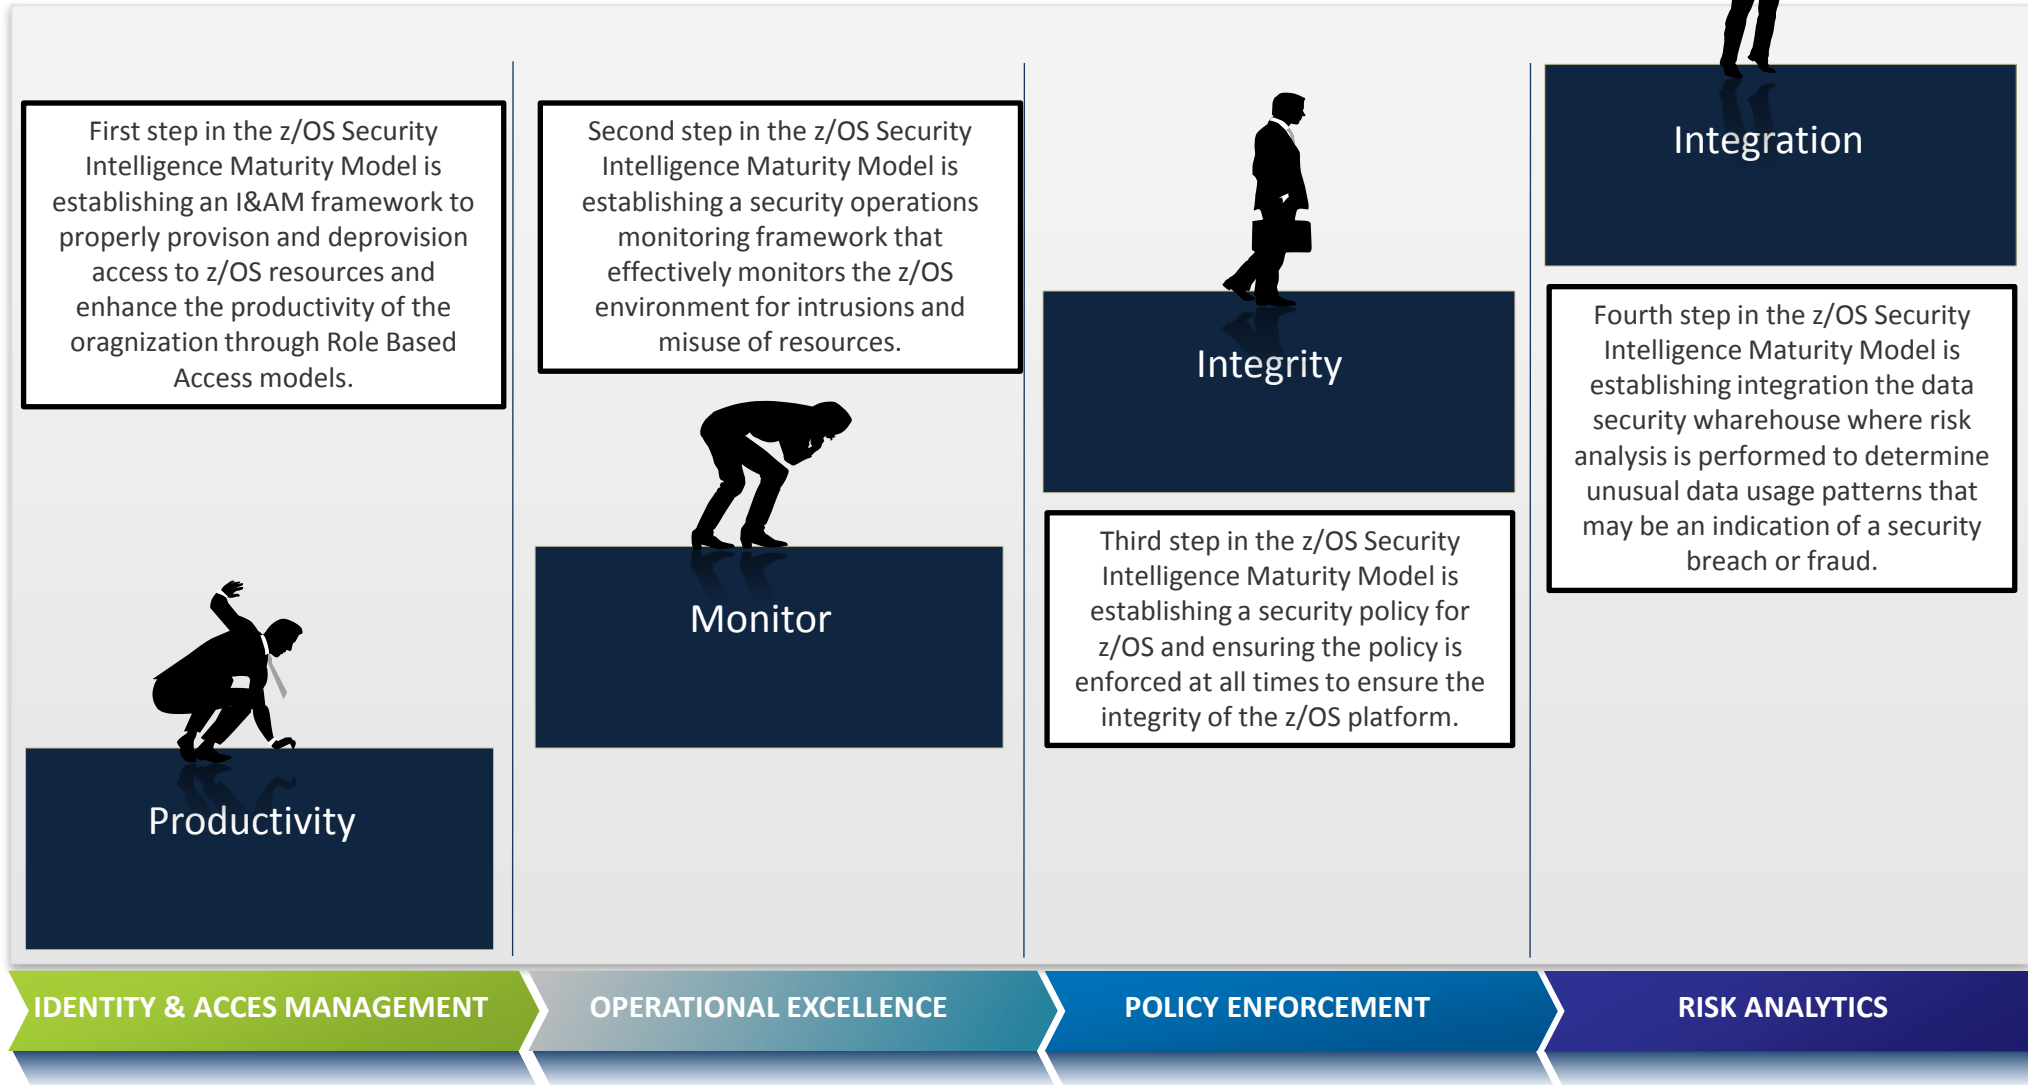 First step in the z/OS Security
Intelligence Maturity Model is
establishing an I&AM framework to
properly provison and deprovision
access to z/OS resources and
enhance the productivity of the
oragnization through Role Based
Access models.
Productivity
Second step in the z/OS Security
Intelligence Maturity Model is
establishing a security operations
monitoring framework that
effectively monitors the z/OS
environment for intrusions and
misuse of resources.
Monitor
Integrity
Third step in the z/OS Security
Intelligence Maturity Model is
establishing a security policy for
z/OS and ensuring the policy is
enforced at all times to ensure the
integrity of the z/OS platform.
Integration
Fourth step in the z/OS Security
Intelligence Maturity Model is
establishing integration the data
security wharehouse where risk
analysis is performed to determine
unusual data usage patterns that
may be an indication of a security
breach or fraud.
IDENTITY & ACCES MANAGEMENT
OPERATIONAL EXCELLENCE
POLICY ENFORCEMENT
RISK ANALYTICS